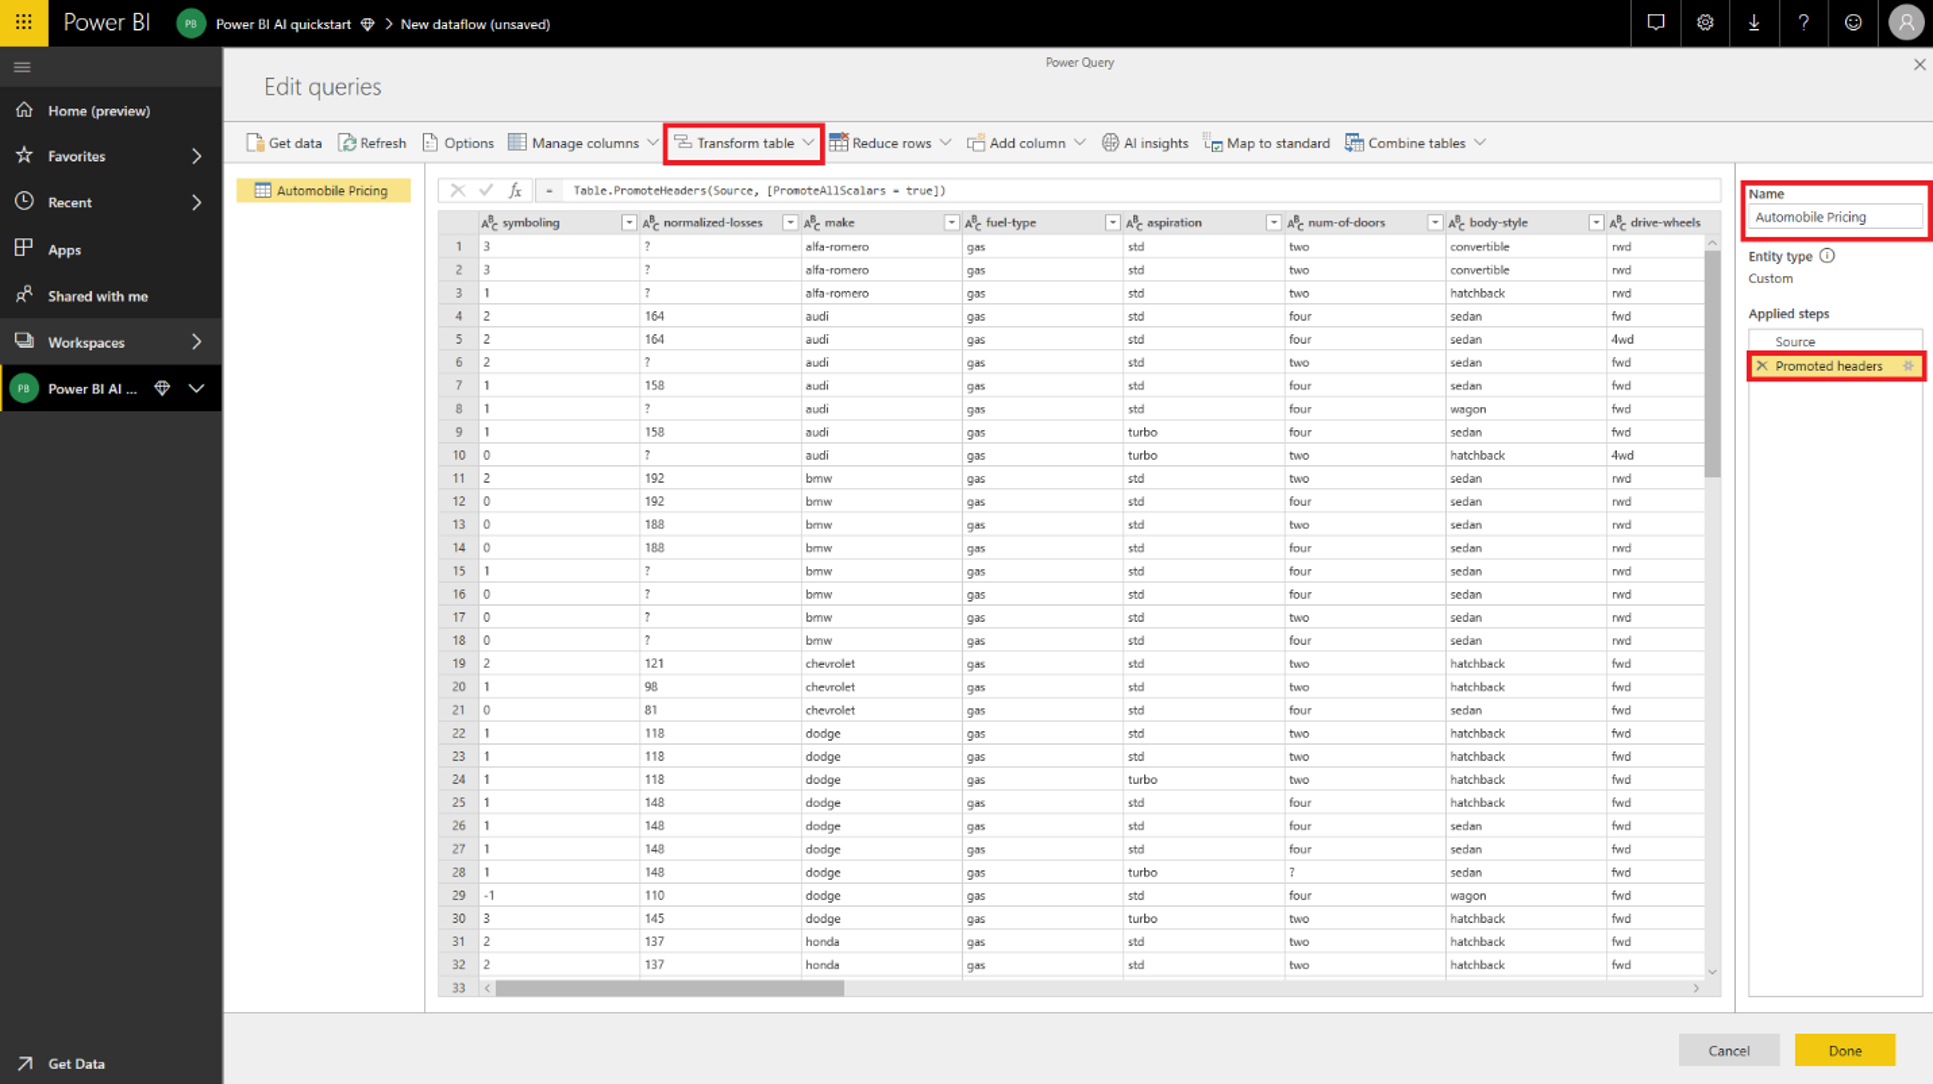 Power BI PB Power BI AI quickstart > New dataflow (unsaved) ?
Power Query
Edit queries
Home (preview)
Favorites
Recent
Apps
Shared with me
Workspaces
PB Power BI AI ...
Get Data
Get data Refresh Options Manage columns Transform table Reduce rows Add column AI insights Map to standard Combine tables
Automobile Pricing
fx = Table.PromoteHeaders(Source, [PromoteAllScalars = true])
ABC symboling ABC normalized-losses ABC make ABC fuel-type ABC aspiration ABC num-of-doors ABC body-style ABC drive-wheels
1 3 ? alfa-romero gas std two convertible rwd
2 3 ? alfa-romero gas std two convertible rwd
3 1 ? alfa-romero gas std two hatchback rwd
4 2 164 audi gas std four sedan fwd
5 2 164 audi gas std four sedan 4wd
6 2 ? audi gas std two sedan fwd
7 1 158 audi gas std four sedan fwd
8 1 ? audi gas std four wagon fwd
9 1 158 audi gas turbo four sedan fwd
10 0 ? audi gas turbo two hatchback 4wd
11 2 192 bmw gas std two sedan rwd
12 0 192 bmw gas std four sedan rwd
13 0 188 bmw gas std two sedan rwd
14 0 188 bmw gas std four sedan rwd
15 1 ? bmw gas std four sedan rwd
16 0 ? bmw gas std four sedan rwd
17 0 ? bmw gas std two sedan rwd
18 0 ? bmw gas std four sedan rwd
19 2 121 chevrolet gas std two hatchback fwd
20 1 98 chevrolet gas std two hatchback fwd
21 0 81 chevrolet gas std four sedan fwd
22 1 118 dodge gas std two hatchback fwd
23 1 118 dodge gas std two hatchback fwd
24 1 118 dodge gas turbo two hatchback fwd
25 1 148 dodge gas std four hatchback fwd
26 1 148 dodge gas std four sedan fwd
27 1 148 dodge gas std four sedan fwd
28 1 148 dodge gas turbo ? sedan fwd
29 -1 110 dodge gas std four wagon fwd
30 3 145 dodge gas turbo two hatchback fwd
31 2 137 honda gas std two hatchback fwd
32 2 137 honda gas std two hatchback fwd
33
Name
Automobile Pricing
Entity type
Custom
Applied steps
Source
Promoted headers
Cancel Done